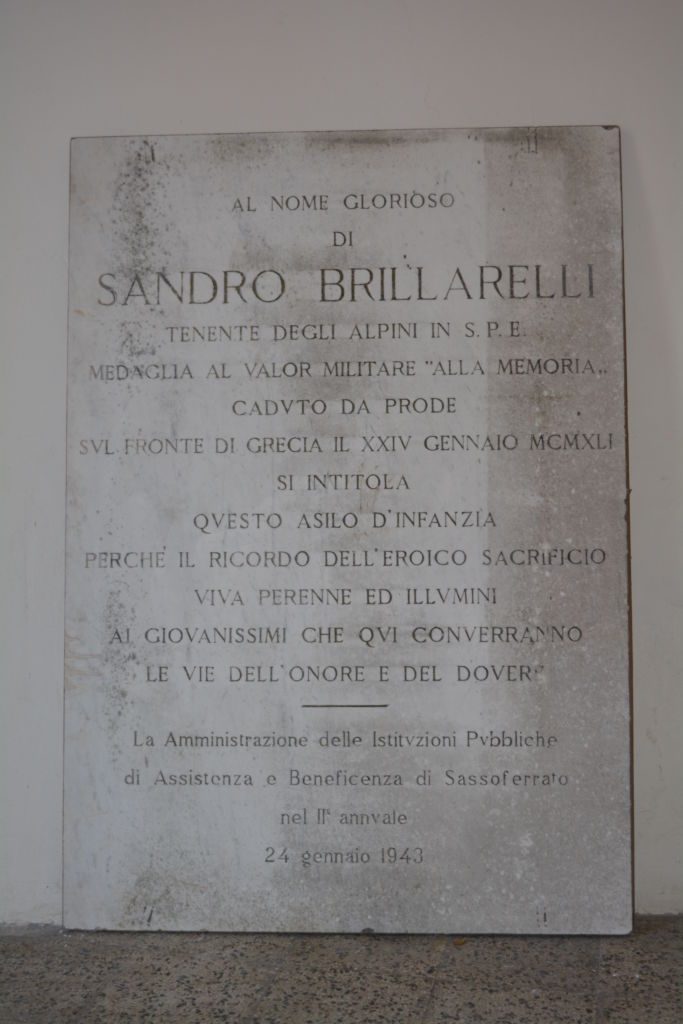 AL NOME GLORIOSO
DI
SANDRO BRILLARELLI
TENENTE DEGLI ALPINI IN S. P. E.
MEDAGLIA AL VALOR MILITARE "ALLA MEMORIA„
CADVTO DA PRODE
SVL FRONTE DI GRECIA IL XXIV GENNAIO MCMXLI
SI INTITOLA
QVESTO ASILO D'INFANZIA
PERCHE' IL RICORDO DELL'EROICO SACRIFICIO
VIVA PERENNE ED ILLVMINI
AI GIOVANISSIMI CHE QVI CONVERRANNO
LE VIE DELL'ONORE E DEL DOVERE
La Amministrazione delle Istitvzioni Pvbbliche
di Assistenza e Beneficenza di Sassoferrato
nel II° annvale
24 gennaio 1943